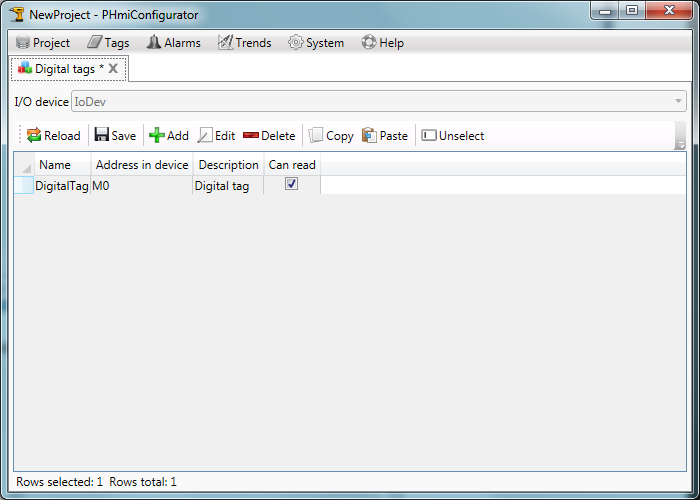 NewProject - PHmiConfigurator
Project Tags Alarms Trends System Help
Digital tags *
I/O device IoDev
Reload Save Add Edit Delete Copy Paste Unselect
Name Address in device Description Can read
DigitalTag M0 Digital tag
Rows selected: 1 Rows total: 1